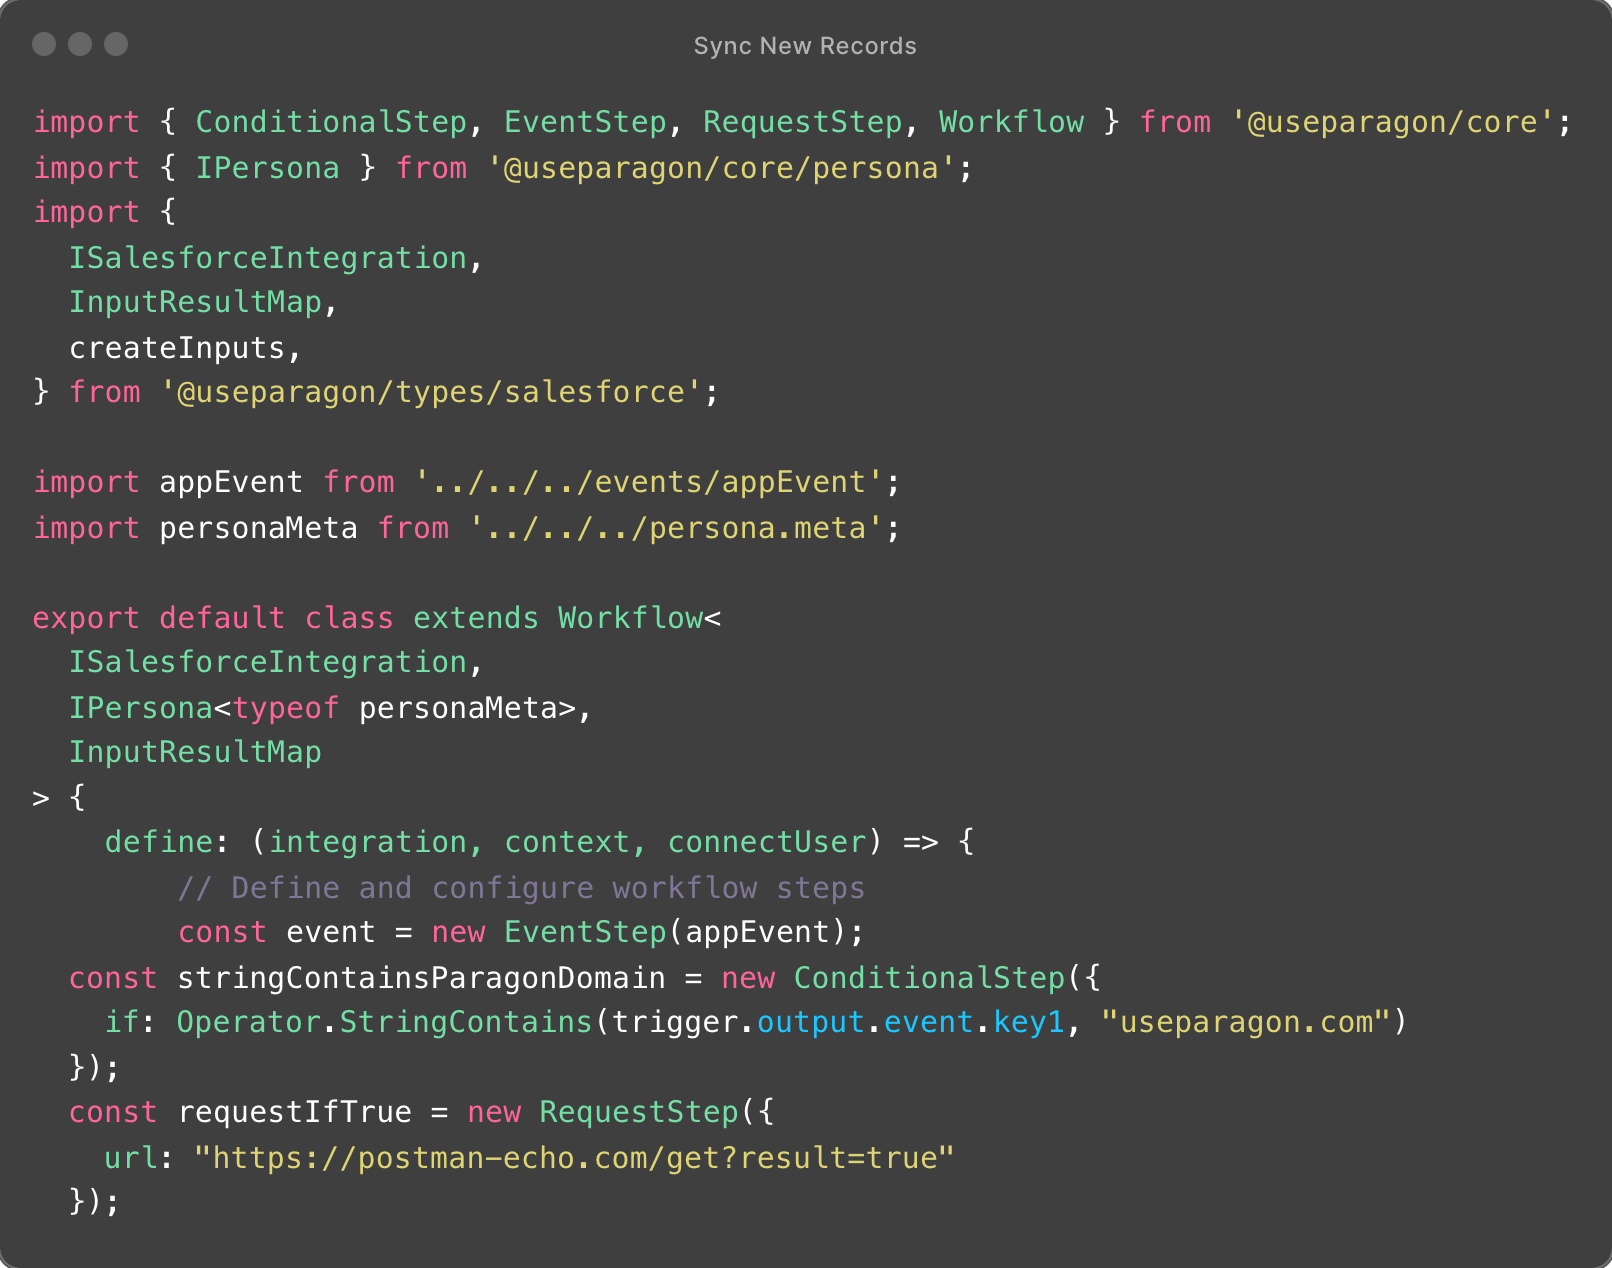 Sync New Records
import { ConditionalStep, EventStep, RequestStep, Workflow } from '@useparagon/core';
import { IPersona } from '@useparagon/core/persona';
import {
  ISalesforceIntegration,
  InputResultMap,
  createInputs,
} from '@useparagon/types/salesforce';

import appEvent from '../../../events/appEvent';
import personaMeta from '../../../persona.meta';

export default class extends Workflow<
  ISalesforceIntegration,
  IPersona<typeof personaMeta>,
  InputResultMap
> {
    define: (integration, context, connectUser) => {
        // Define and configure workflow steps
        const event = new EventStep(appEvent);
  const stringContainsParagonDomain = new ConditionalStep({
    if: Operator.StringContains(trigger.output.event.key1, "useparagon.com")
  });
  const requestIfTrue = new RequestStep({
    url: "https://postman-echo.com/get?result=true"
  });